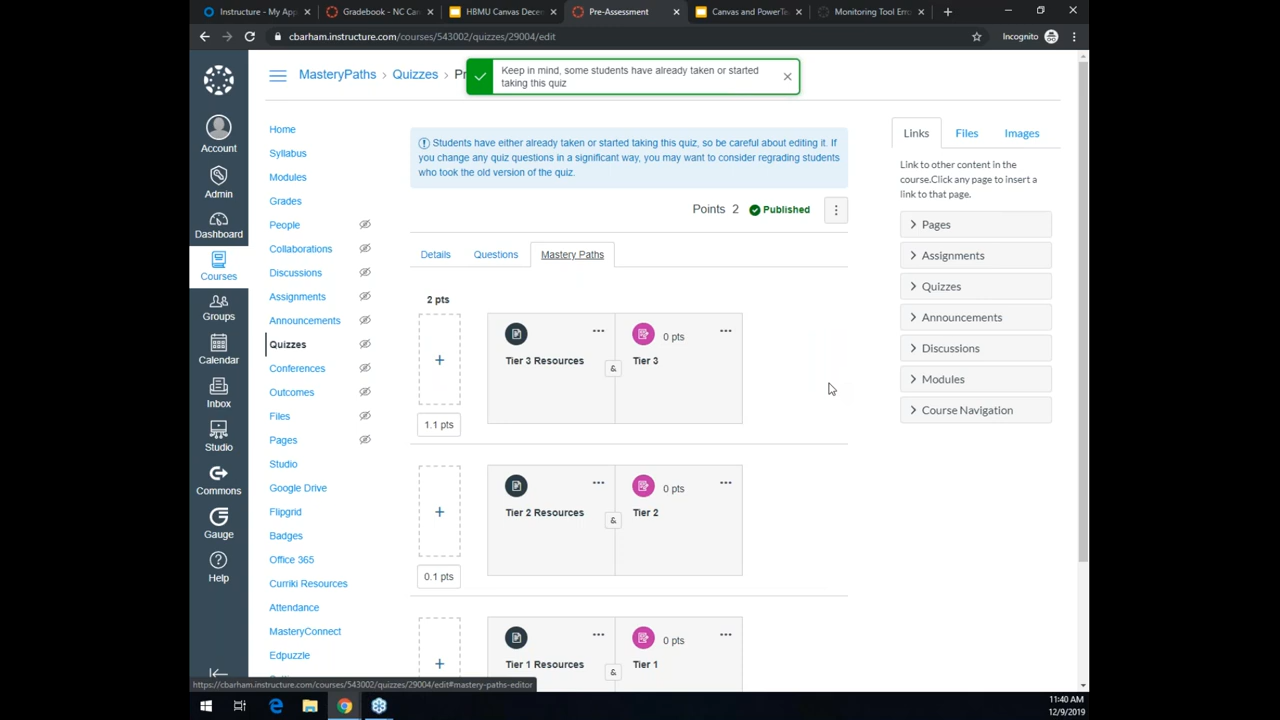 Instructure - My App
Gradebook - NC Can
HBMU Canvas Dece
Pre-Assessment
Canvas and PowerTe
Monitoring Tool Erro
cbarham.instructure.com/courses/543002/quizzes/29004/edit
Incognito
MasteryPaths > Quizzes > Pr
Keep in mind, some students have already taken or started
taking this quiz
Account
Admin
Dashboard
Courses
Groups
Calendar
Inbox
Studio
Commons
Gauge
Help
Home
Syllabus
Modules
Grades
People
Collaborations
Discussions
Assignments
Announcements
Quizzes
Conferences
Outcomes
Files
Pages
Studio
Google Drive
Flipgrid
Badges
Office 365
Curriki Resources
Attendance
MasteryConnect
Edpuzzle
Students have either already taken or started taking this quiz, so be careful about editing it. If
you change any quiz questions in a significant way, you may want to consider regrading students
who took the old version of the quiz.
Points 2 Published
Details Questions Mastery Paths
2 pts
Tier 3 Resources
&
0 pts
Tier 3
1.1 pts
Tier 2 Resources
&
0 pts
Tier 2
0.1 pts
Tier 1 Resources
&
0 pts
Tier 1
Links Files Images
Link to other content in the
course.Click any page to insert a
link to that page.
Pages
Assignments
Quizzes
Announcements
Discussions
Modules
Course Navigation
https://cbarham.instructure.com/courses/543002/quizzes/29004/edit#mastery-paths-editor
11:40 AM
12/9/2019